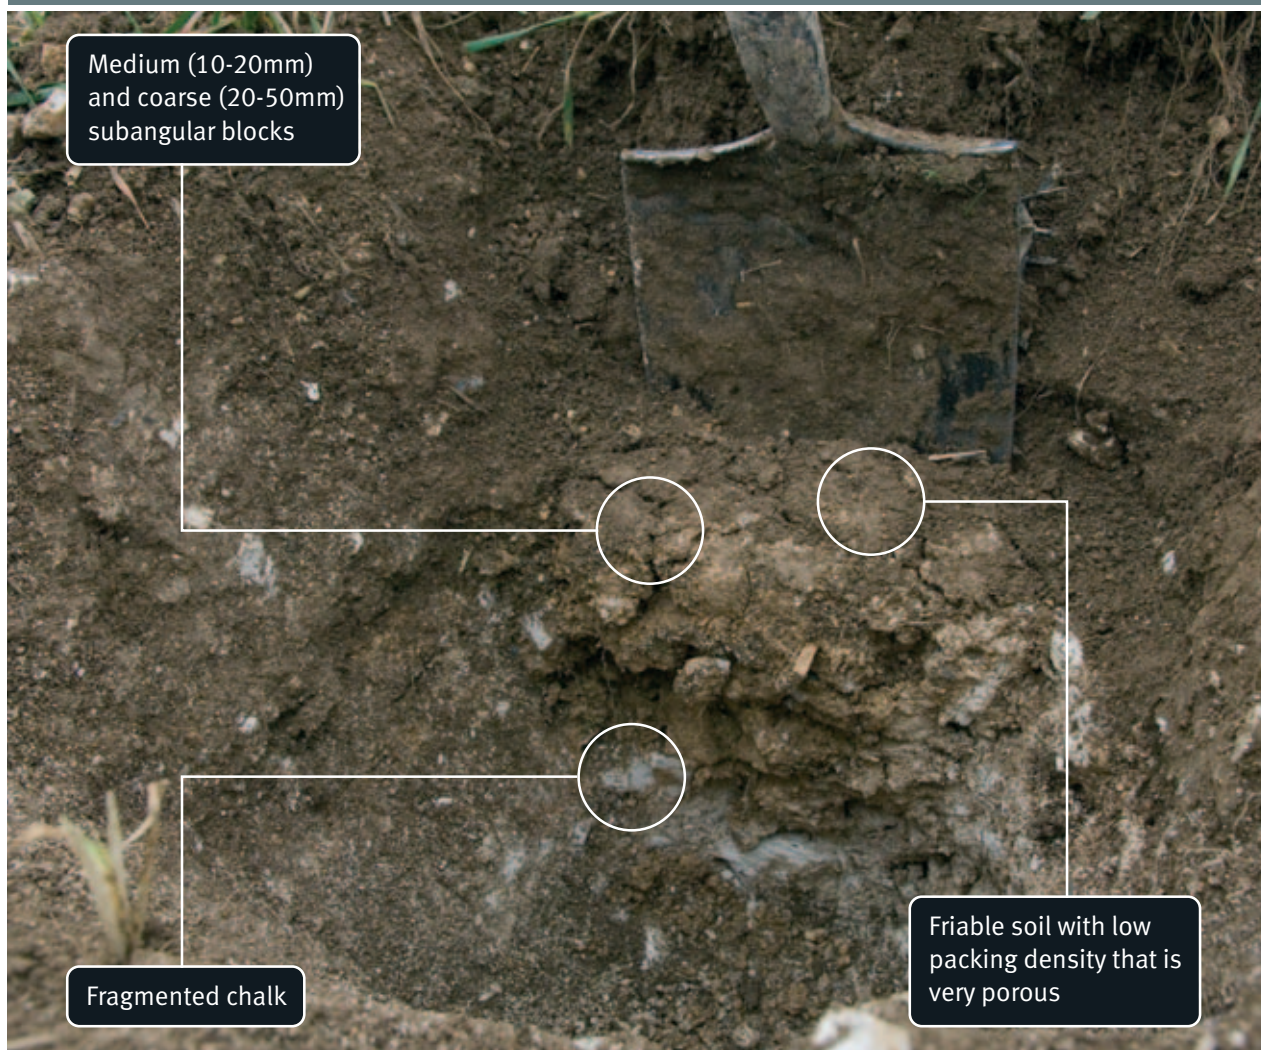 Medium (10-20mm)
and coarse (20-50mm)
subangular blocks
Fragmented chalk
Friable soil with low
packing density that is
very porous